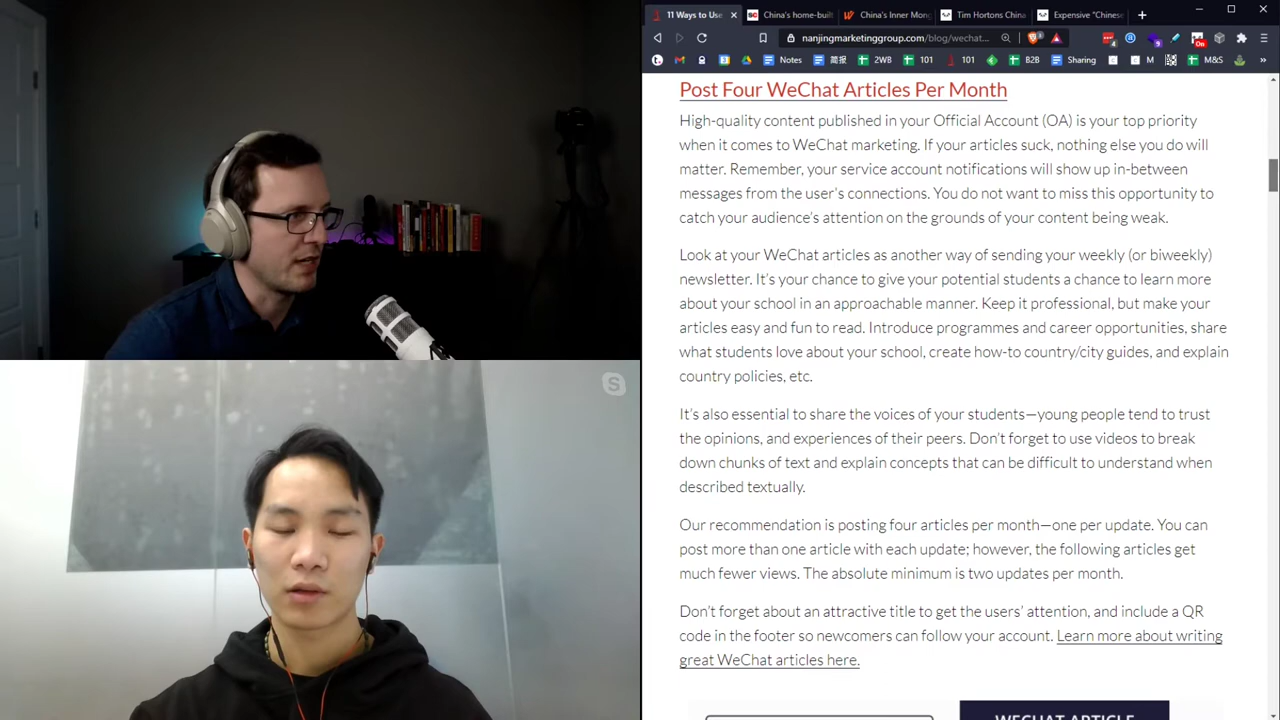 11 Ways to Use
China's home-built
China's Inner Mong
Tim Hortons China
Expensive "Chinese
nanjingmarketinggroup.com/blog/wechat...
Notes
简报
2WB
101
101
B2B
Sharing
M
M&S
On
Post Four WeChat Articles Per Month
High-quality content published in your Official Account (OA) is your top priority
when it comes to WeChat marketing. If your articles suck, nothing else you do will
matter. Remember, your service account notifications will show up in-between
messages from the user's connections. You do not want to miss this opportunity to
catch your audience's attention on the grounds of your content being weak.
Look at your WeChat articles as another way of sending your weekly (or biweekly)
newsletter. It's your chance to give your potential students a chance to learn more
about your school in an approachable manner. Keep it professional, but make your
articles easy and fun to read. Introduce programmes and career opportunities, share
what students love about your school, create how-to country/city guides, and explain
country policies, etc.
It's also essential to share the voices of your students—young people tend to trust
the opinions, and experiences of their peers. Don't forget to use videos to break
down chunks of text and explain concepts that can be difficult to understand when
described textually.
Our recommendation is posting four articles per month—one per update. You can
post more than one article with each update; however, the following articles get
much fewer views. The absolute minimum is two updates per month.
Don't forget about an attractive title to get the users' attention, and include a QR
code in the footer so newcomers can follow your account. Learn more about writing
great WeChat articles here.
WECHAT ARTICLE